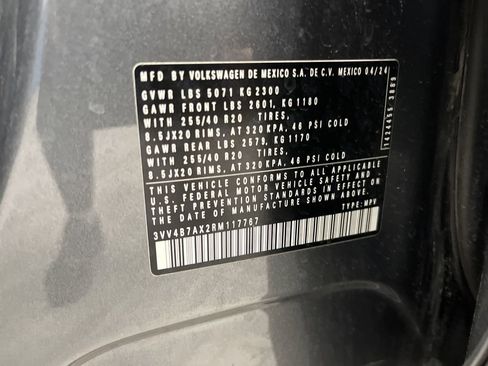 MFD BY VOLKSWAGEN DE MEXICO S.A. DE C.V. MEXICO 04/24
GVWR LBS 5071 KG 2300
GAWR FRONT LBS 2601, KG 1180
WITH 255/40 R20 TIRES,
8.5JX20 RIMS, AT 320 KPA, 46 PSI COLD
GAWR REAR LBS 2579, KG 1170
WITH 255/40 R20 TIRES,
8.5JX20 RIMS, AT 320 KPA, 46 PSI COLD
THIS VEHICLE CONFORMS TO ALL APPLICABLE
U.S. FEDERAL MOTOR VEHICLE SAFETY AND
THEFT PREVENTION STANDARDS IN EFFECT ON
THE DATE OF MANUFACTURE SHOWN ABOVE
3VV4B7AX2RM117767
TYPE: MPV